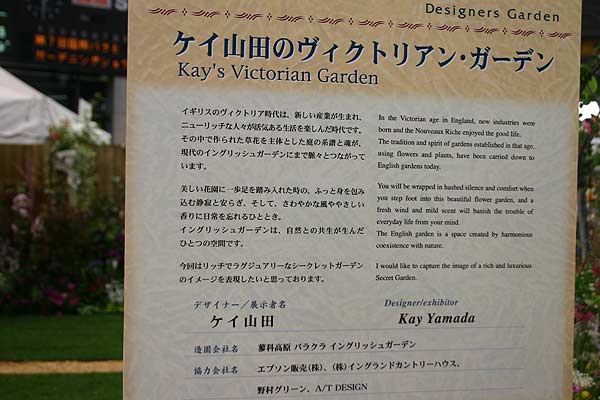 Designers Garden
ケイ山田のヴィクトリアン・ガーデン
Kay's Victorian Garden
イギリスのヴィクトリア時代は、新しい産業が生まれ、
ニューリッチな人々が活気ある生活を楽しんだ時代です。
その中で作られた草花を主体とした庭の系譜と魂が、
現代のイングリッシュガーデンにまで脈々とつながって
います。
美しい花園に一歩足を踏み入れた時の、ふっと身を包み
込む静寂と安らぎ、そして、さわやかな風ややさしい
香りに日常を忘れるひととき。
イングリッシュガーデンは、自然との共生が生んだ
ひとつの空間です。
今回はリッチでラグジュアリーなシークレットガーデン
のイメージを表現したいと思っております。
In the Victorian age in England, new industries were
born and the Nouveaux Riche enjoyed the good life.
The tradition and spirit of gardens established in that age,
using flowers and plants, have been carried down to
English gardens today.
You will be wrapped in hushed silence and comfort when
you step foot into this beautiful flower garden, and a
fresh wind and mild scent will banish the trouble of
everyday life from your mind.
The English garden is a space created by harmonious
coexistence with nature.
I would like to capture the image of a rich and luxurious
Secret Garden.
デザイナー／展示者名
ケイ山田
Designer/exhibitor
Kay Yamada
造園会社名 蓼科高原 バラクラ イングリッシュガーデン
協力会社名 エプソン販売(株)、(株)イングランドカントリーハウス、
野村グリーン、A/T DESIGN